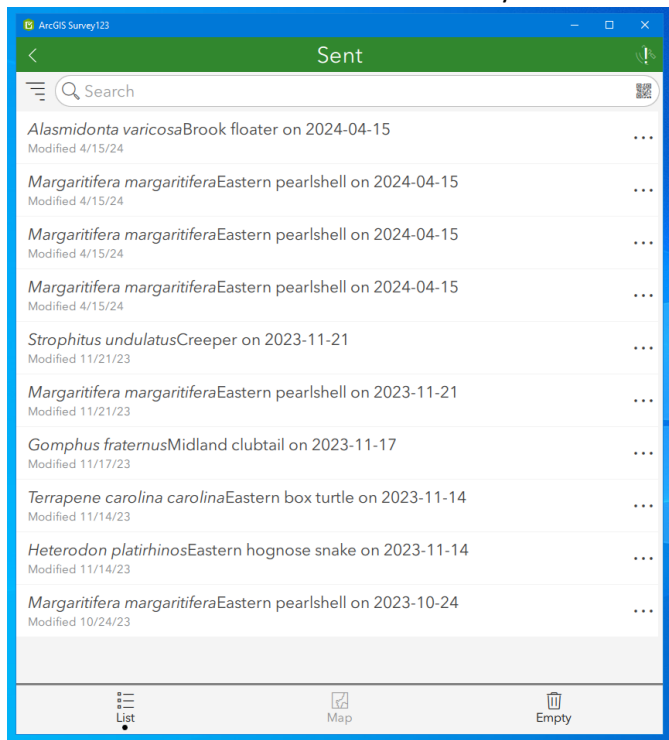 ArcGIS Survey123
Sent
Search
Alasmidonta varicosaBrook floater on 2024-04-15
Modified 4/15/24
Margaritifera margaritiferaEastern pearlshell on 2024-04-15
Modified 4/15/24
Margaritifera margaritiferaEastern pearlshell on 2024-04-15
Modified 4/15/24
Margaritifera margaritiferaEastern pearlshell on 2024-04-15
Modified 4/15/24
Strophitus undulatusCreeper on 2023-11-21
Modified 11/21/23
Margaritifera margaritiferaEastern pearlshell on 2023-11-21
Modified 11/21/23
Gomphus fraternusMidland clubtail on 2023-11-17
Modified 11/17/23
Terrapene carolina carolinaEastern box turtle on 2023-11-14
Modified 11/14/23
Heterodon platirhinosEastern hognose snake on 2023-11-14
Modified 11/14/23
Margaritifera margaritiferaEastern pearlshell on 2023-10-24
Modified 10/24/23
List Map Empty